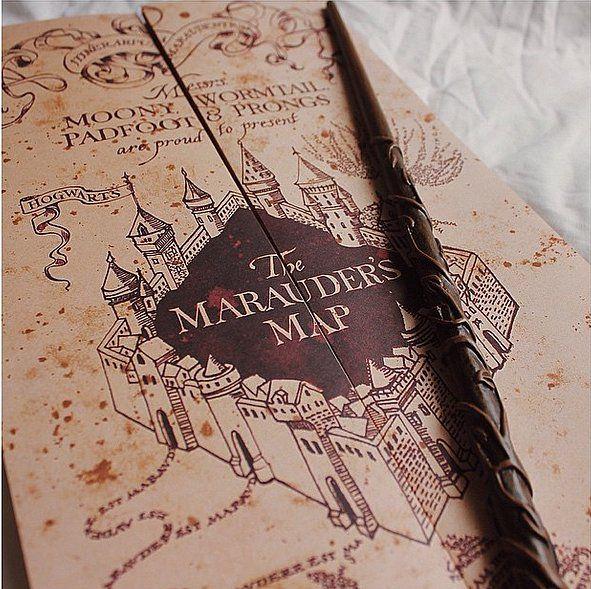 Messrs
MOONY WORMTAIL
PADFOOT & PRONGS
are proud to present
HOGWARTS
The
MARAUDER'S
MAP